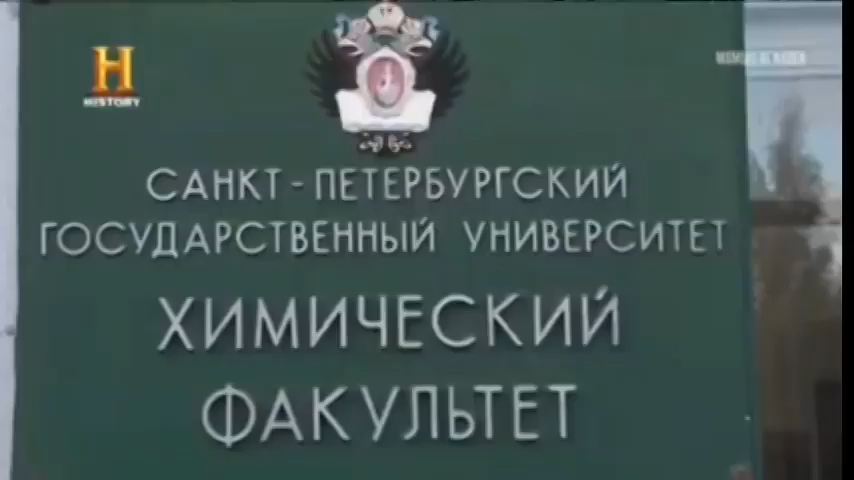 H
HISTORY
САНКТ-ПЕТЕРБУРГСКИЙ
ГОСУДАРСТВЕННЫЙ УНИВЕРСИТЕТ
ХИМИЧЕСКИЙ
ФАКУЛЬТЕТ